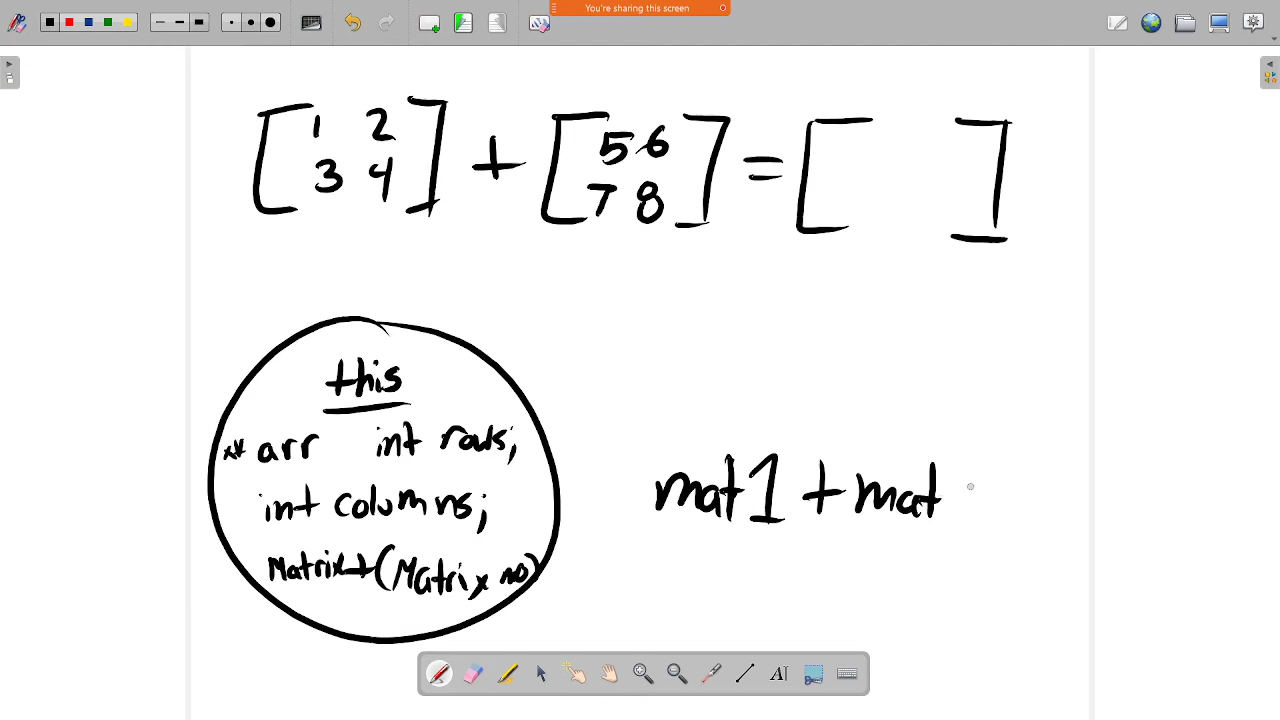 You're sharing this screen
[1 2
3 4] + [5 6
7 8] = [ ]
this
** arr int rows;
int columns;
Matrix + (Matrix no)
mat1 + mat